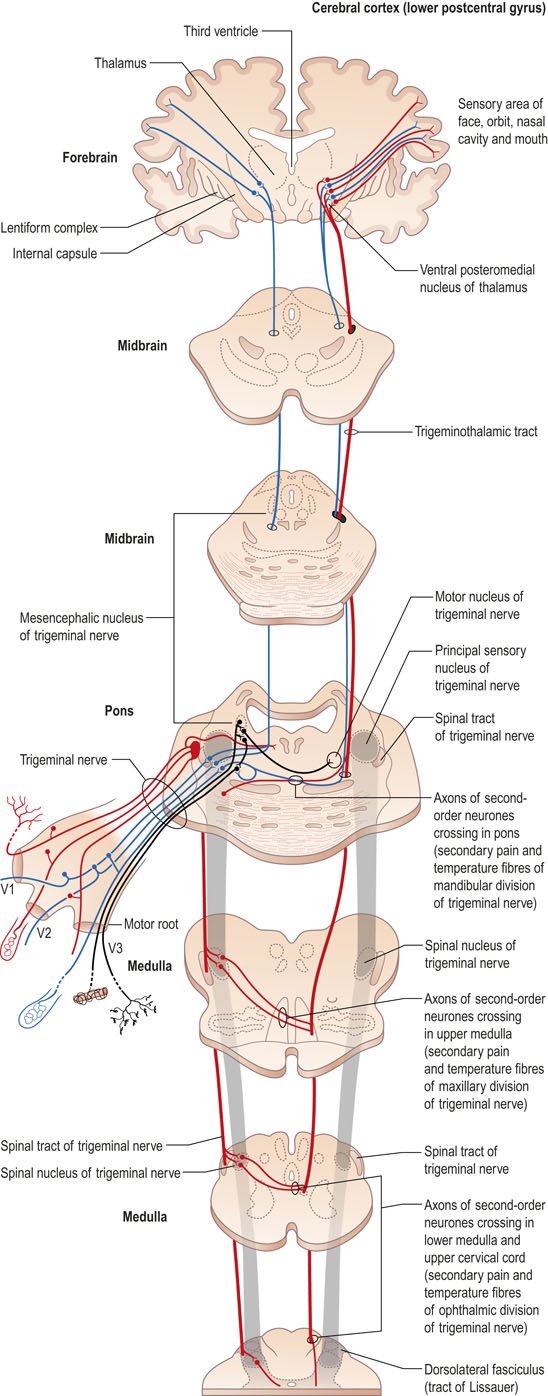 Cerebral cortex (lower postcentral gyrus)
Third ventricle
Thalamus
Sensory area of
face, orbit, nasal
cavity and mouth
Forebrain
Lentiform complex
Internal capsule
Ventral posteromedial
nucleus of thalamus
Midbrain
Trigeminothalamic tract
Midbrain
Mesencephalic nucleus
of trigeminal nerve
Motor nucleus of
trigeminal nerve
Principal sensory
nucleus of
trigeminal nerve
Pons
Spinal tract
of trigeminal nerve
Trigeminal nerve
Axons of second-
order neurones
crossing in pons
(secondary pain and
temperature fibres of
mandibular division
of trigeminal nerve)
V1
V2
V3
Motor root
Medulla
Spinal nucleus of
trigeminal nerve
Axons of second-order
neurones crossing
in upper medulla
(secondary pain
and temperature fibres
of maxillary division
of trigeminal nerve)
Spinal tract of trigeminal nerve
Spinal nucleus of trigeminal nerve
Spinal tract of
trigeminal nerve
Medulla
Axons of second-order
neurones crossing in
lower medulla and
upper cervical cord
(secondary pain and
temperature fibres
of ophthalmic division
of trigeminal nerve)
Dorsolateral fasciculus
(tract of Lissauer)